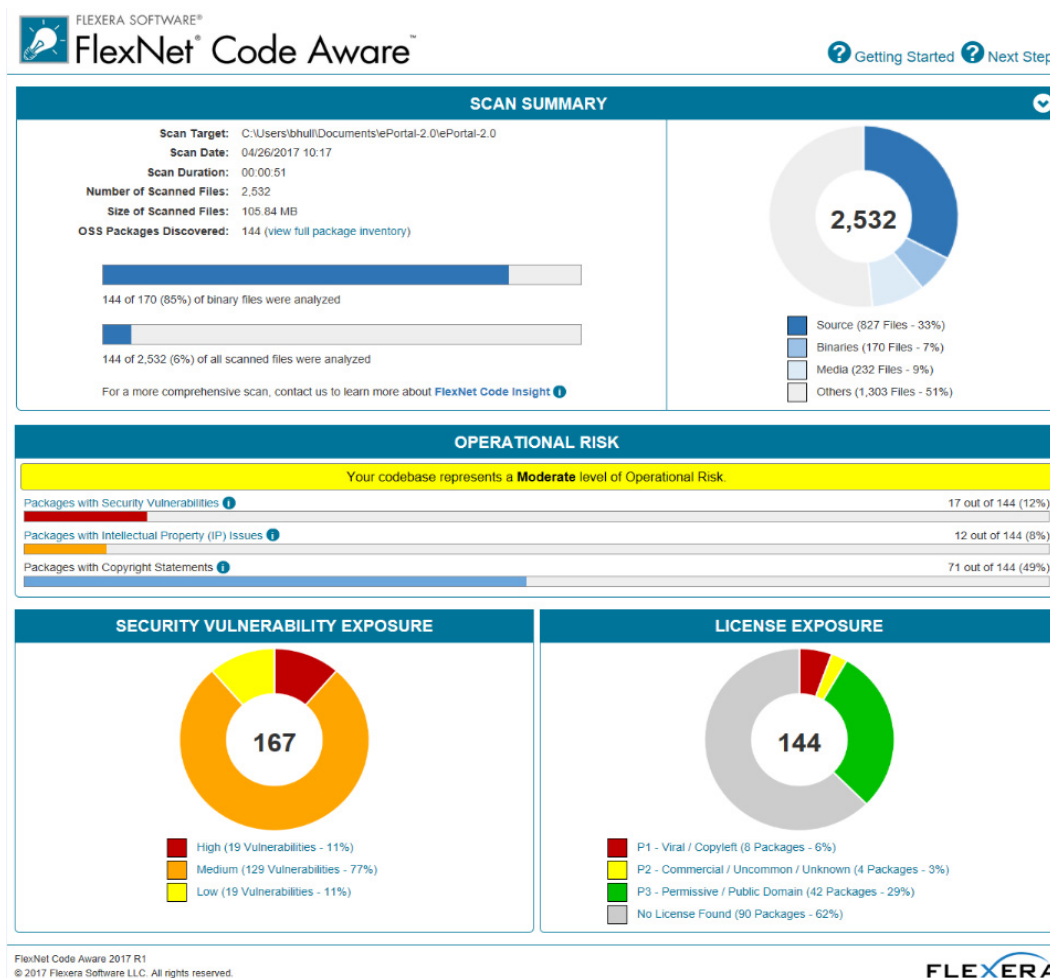 FLEXERA SOFTWARE®
FlexNet® Code Aware™
Getting Started
Next Step
SCAN SUMMARY
Scan Target: C:\Users\bhull\Documents\ePortal-2.0\ePortal-2.0
Scan Date: 04/26/2017 10:17
Scan Duration: 00:00:51
Number of Scanned Files: 2,532
Size of Scanned Files: 105.84 MB
OSS Packages Discovered: 144 (view full package inventory)
144 of 170 (85%) of binary files were analyzed
144 of 2,532 (6%) of all scanned files were analyzed
For a more comprehensive scan, contact us to learn more about FlexNet Code Insight
2,532
Source (827 Files - 33%)
Binaries (170 Files - 7%)
Media (232 Files - 9%)
Others (1,303 Files - 51%)
OPERATIONAL RISK
Your codebase represents a Moderate level of Operational Risk.
Packages with Security Vulnerabilities 17 out of 144 (12%)
Packages with Intellectual Property (IP) Issues 12 out of 144 (8%)
Packages with Copyright Statements 71 out of 144 (49%)
SECURITY VULNERABILITY EXPOSURE
167
High (19 Vulnerabilities - 11%)
Medium (129 Vulnerabilities - 77%)
Low (19 Vulnerabilities - 11%)
LICENSE EXPOSURE
144
P1 - Viral / Copyleft (8 Packages - 6%)
P2 - Commercial / Uncommon / Unknown (4 Packages - 3%)
P3 - Permissive / Public Domain (42 Packages - 29%)
No License Found (90 Packages - 62%)
FlexNet Code Aware 2017 R1
© 2017 Flexera Software LLC. All rights reserved.
FLEXERA